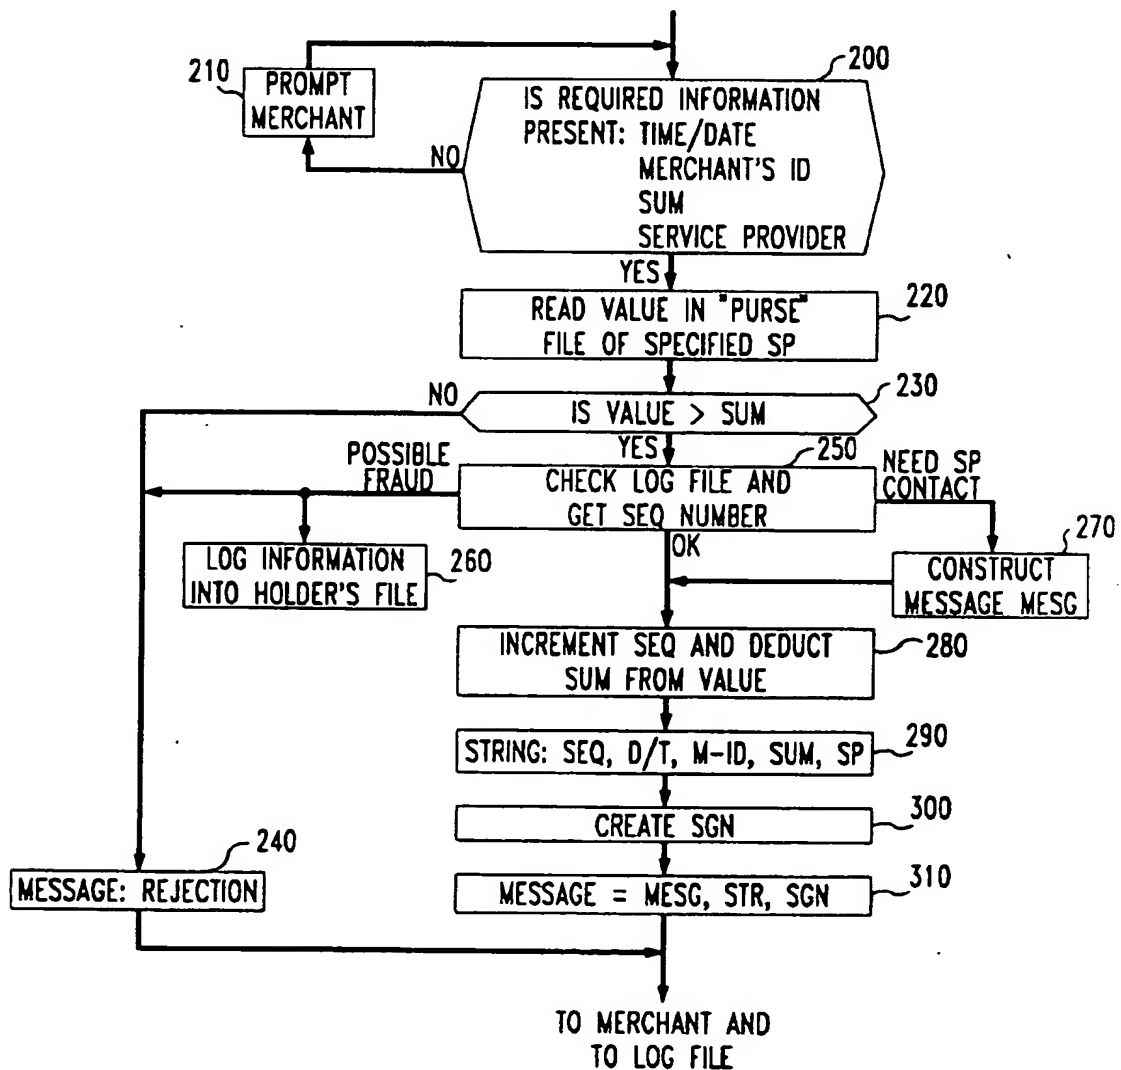 200
210
PROMPT
MERCHANT
IS REQUIRED INFORMATION
PRESENT: TIME/DATE
MERCHANT'S ID
SUM
SERVICE PROVIDER
NO
YES
220
READ VALUE IN "PURSE"
FILE OF SPECIFIED SP
230
NO
IS VALUE > SUM
YES
250
POSSIBLE
FRAUD
CHECK LOG FILE AND
GET SEQ NUMBER
NEED SP
CONTACT
OK
270
LOG INFORMATION
INTO HOLDER'S FILE
260
CONSTRUCT
MESSAGE MESG
INCREMENT SEQ AND DEDUCT
SUM FROM VALUE
280
STRING: SEQ, D/T, M-ID, SUM, SP
290
CREATE SGN
300
240
MESSAGE: REJECTION
MESSAGE = MESG, STR, SGN
310
TO MERCHANT AND
TO LOG FILE